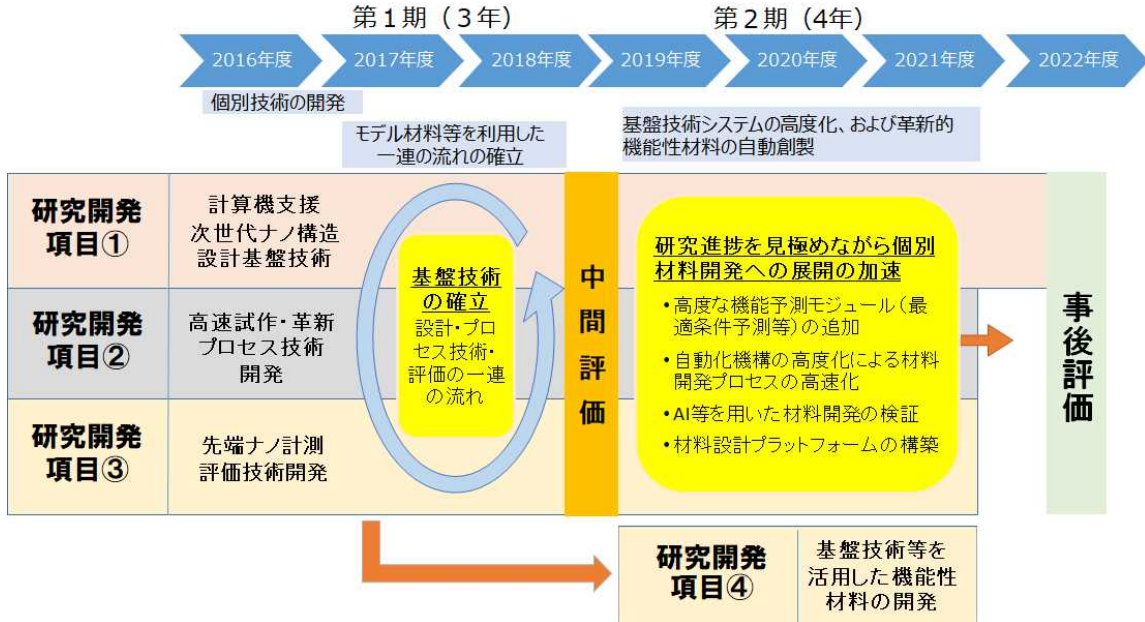 第1期（3年）
第2期（4年）
2016年度
2017年度
2018年度
2019年度
2020年度
2021年度
2022年度
個別技術の開発
モデル材料等を利用した
一連の流れの確立
基盤技術システムの高度化、および革新的
機能性材料の自動創製
研究開発
項目①
計算機支援
次世代ナノ構造
設計基盤技術
研究開発
項目②
高速試作・革新
プロセス技術
開発
研究開発
項目③
先端ナノ計測
評価技術開発
基盤技術
の確立
設計・プロ
セス技術・
評価の一連
の流れ
中間評価
研究進捗を見極めながら個別
材料開発への展開の加速
•高度な機能予測モジュール（最
適条件予測等）の追加
•自動化機構の高度化による材料
開発プロセスの高速化
•AI等を用いた材料開発の検証
•材料設計プラットフォームの構築
事後評価
研究開発
項目④
基盤技術等を
活用した機能性
材料の開発